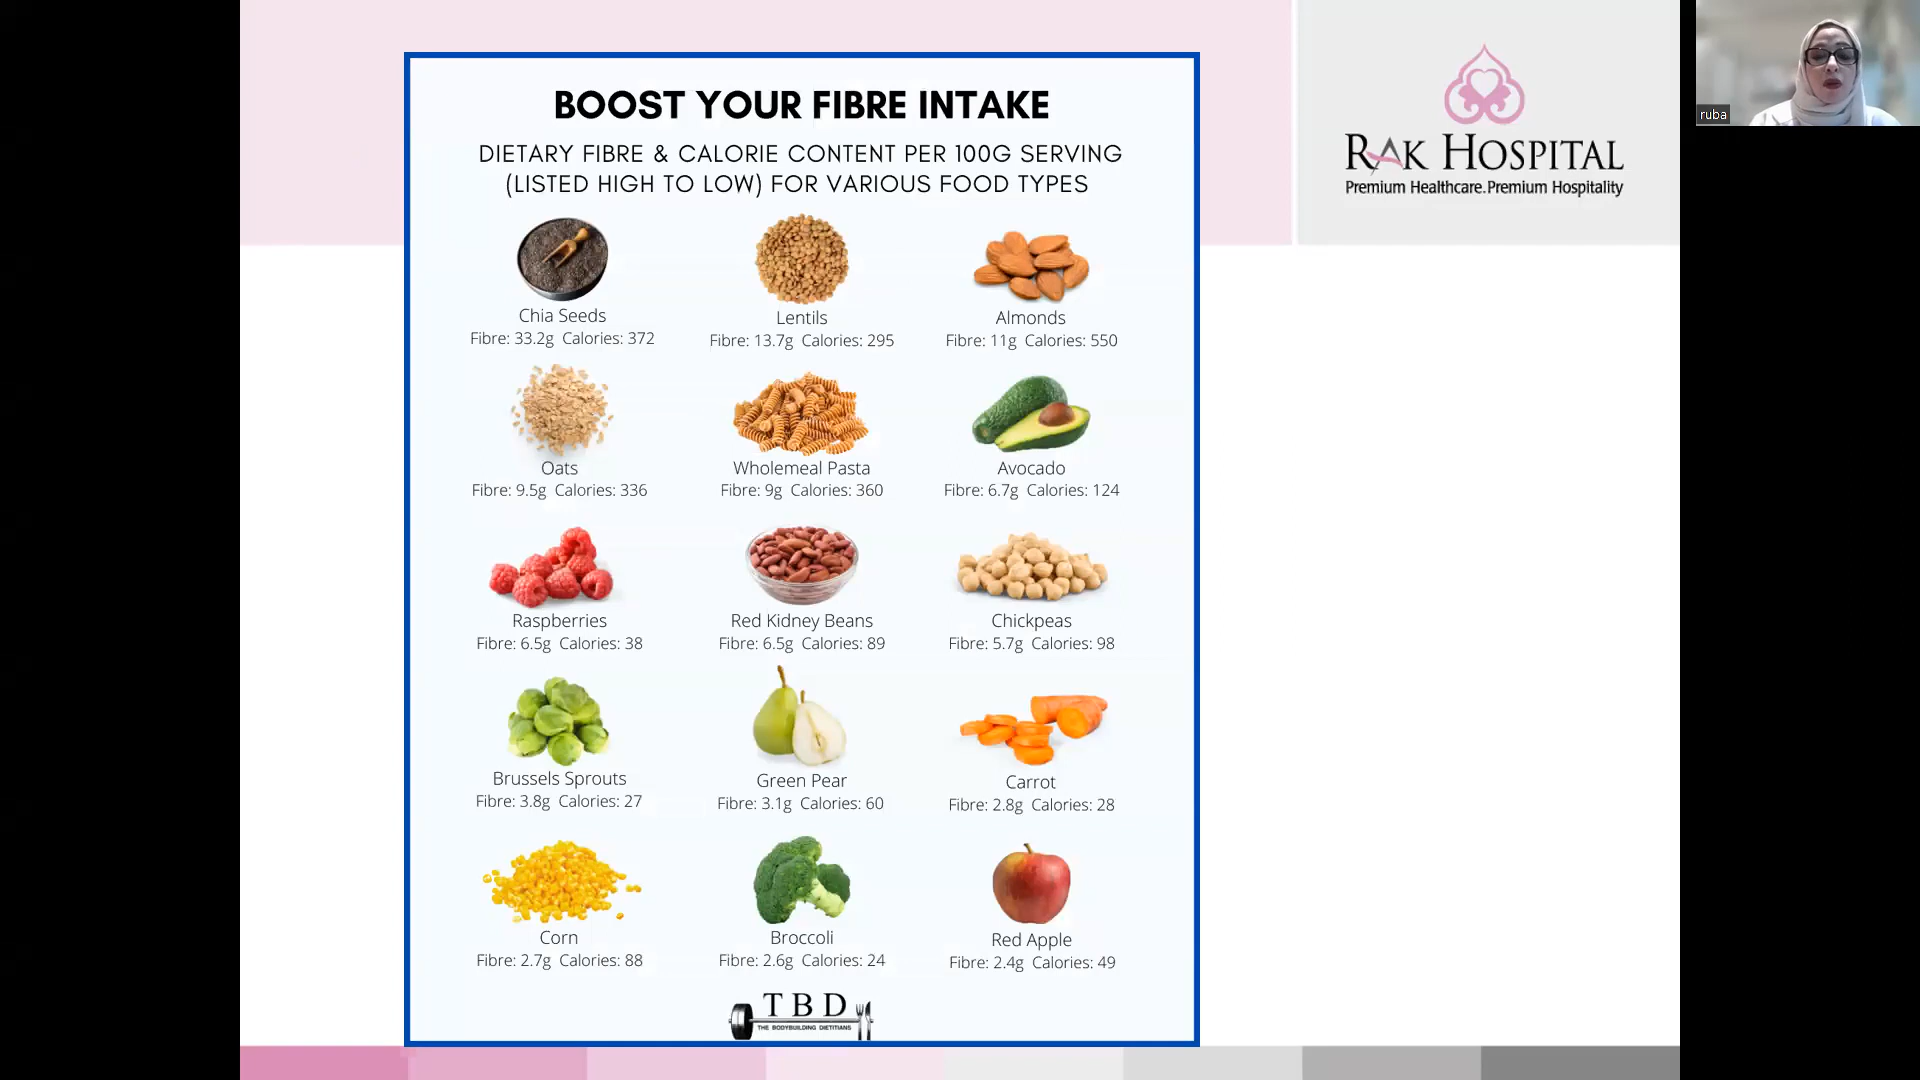 BOOST YOUR FIBRE INTAKE
DIETARY FIBRE & CALORIE CONTENT PER 100G SERVING
(LISTED HIGH TO LOW) FOR VARIOUS FOOD TYPES
Chia Seeds
Fibre: 33.2g Calories: 372
Lentils
Fibre: 13.7g Calories: 295
Almonds
Fibre: 11g Calories: 550
Oats
Fibre: 9.5g Calories: 336
Wholemeal Pasta
Fibre: 9g Calories: 360
Avocado
Fibre: 6.7g Calories: 124
Raspberries
Fibre: 6.5g Calories: 38
Red Kidney Beans
Fibre: 6.5g Calories: 89
Chickpeas
Fibre: 5.7g Calories: 98
Brussels Sprouts
Fibre: 3.8g Calories: 27
Green Pear
Fibre: 3.1g Calories: 60
Carrot
Fibre: 2.8g Calories: 28
Corn
Fibre: 2.7g Calories: 88
Broccoli
Fibre: 2.6g Calories: 24
Red Apple
Fibre: 2.4g Calories: 49
TBD
THE BODYBUILDING DIETITIANS
RAK HOSPITAL
Premium Healthcare.Premium Hospitality
ruba